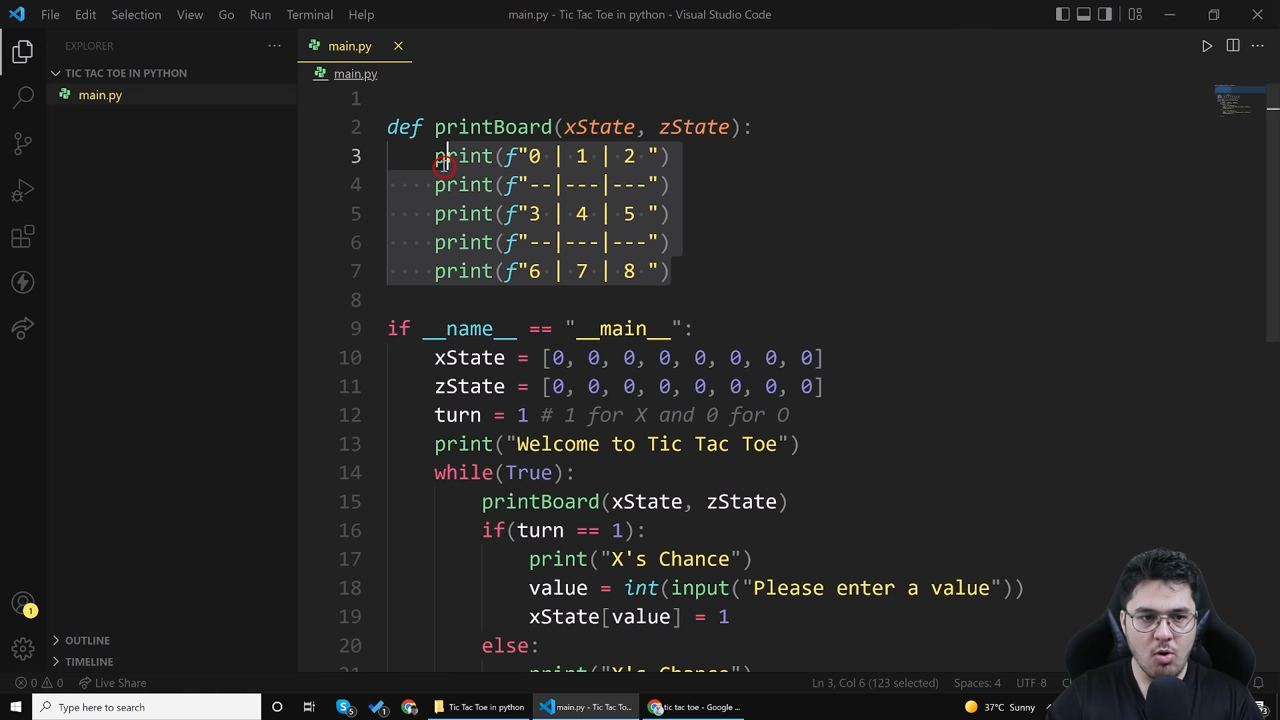 File Edit Selection View Go Run Terminal Help
main.py - Tic Tac Toe in python - Visual Studio Code
EXPLORER
TIC TAC TOE IN PYTHON
main.py
OUTLINE
TIMELINE
main.py
main.py
1
2 def printBoard(xState, zState):
3 print(f"0 | 1 | 2 ")
4 print(f"--|---|---")
5 print(f"3 | 4 | 5 ")
6 print(f"--|---|---")
7 print(f"6 | 7 | 8 ")
8
9 if __name__ == "__main__":
10 xState = [0, 0, 0, 0, 0, 0, 0, 0]
11 zState = [0, 0, 0, 0, 0, 0, 0, 0]
12 turn = 1 # 1 for X and 0 for O
13 print("Welcome to Tic Tac Toe")
14 while(True):
15 printBoard(xState, zState)
16 if(turn == 1):
17 print("X's Chance")
18 value = int(input("Please enter a value"))
19 xState[value] = 1
20 else:
21 print("X's Chance")
1
0 0 Live Share
Ln 3, Col 6 (123 selected) Spaces: 4 UTF-8
Type here to search
Tic Tac Toe in python
main.py - Tic Tac To...
tic tac toe - Google ...
37°C Sunny